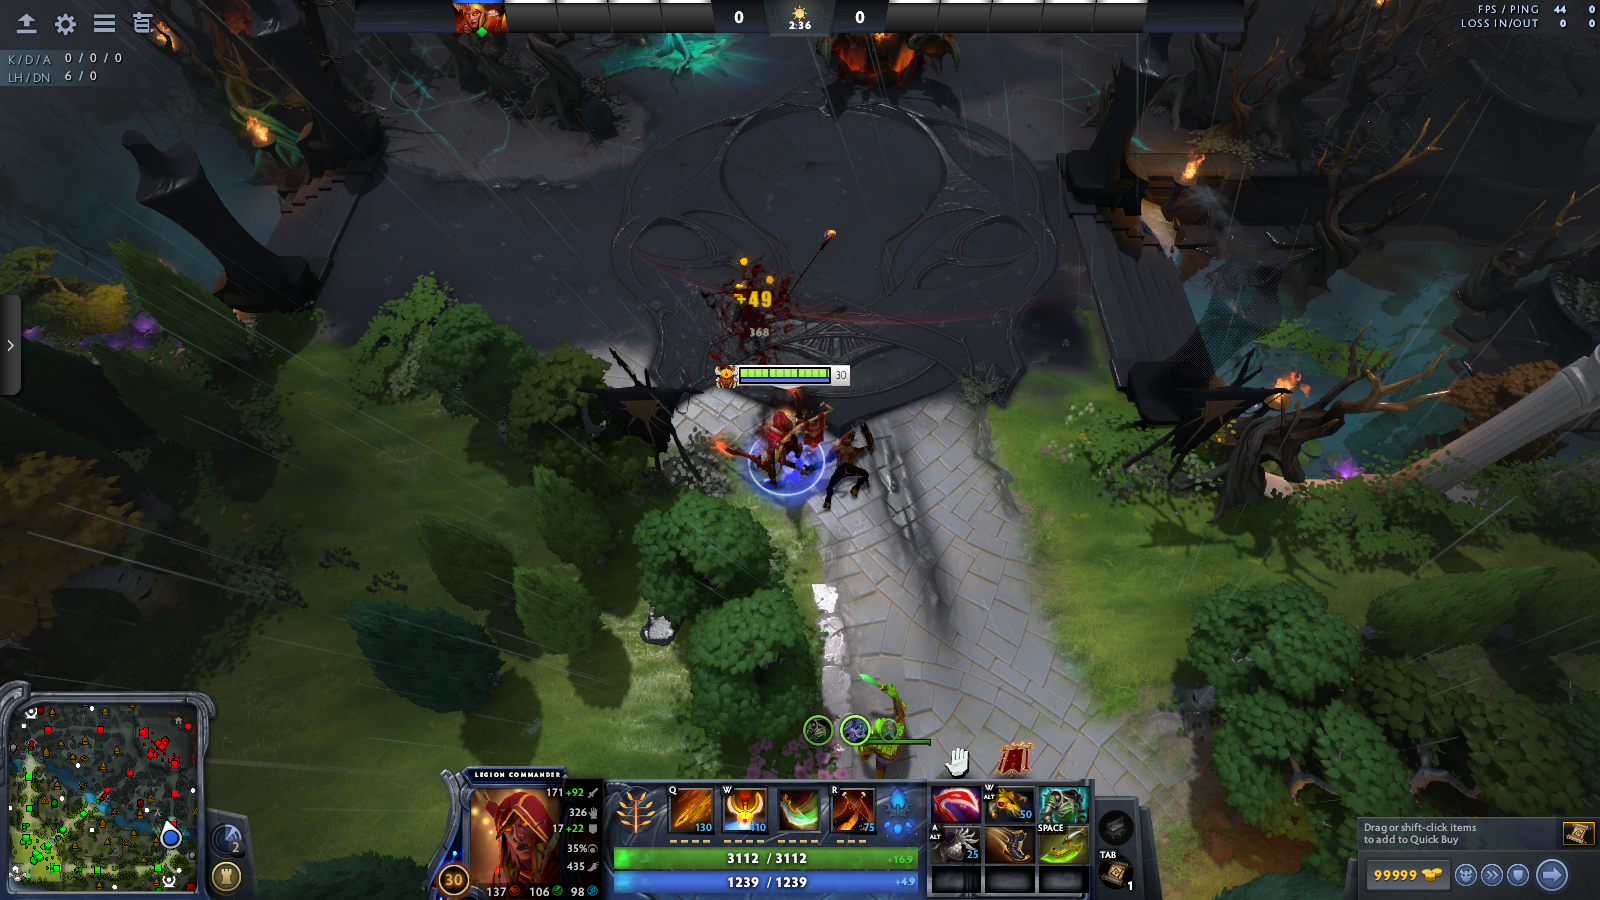 0
2:36
0
FPS / PING 44 0
LOSS IN/OUT 0 0
K/D/A 0 / 0 / 0
LH/DN 6 / 0
+49
368
30
LEGION COMMANDER
171 +92
326
17 +22
35%
435
30
137 106 98
2
Q
130
W
110
R
75
3112 / 3112
+16.9
1239 / 1239
+4.9
W
ALT
50
A
ALT
25
SPACE
TAB
1
Drag or shift-click items
to add to Quick Buy
99999